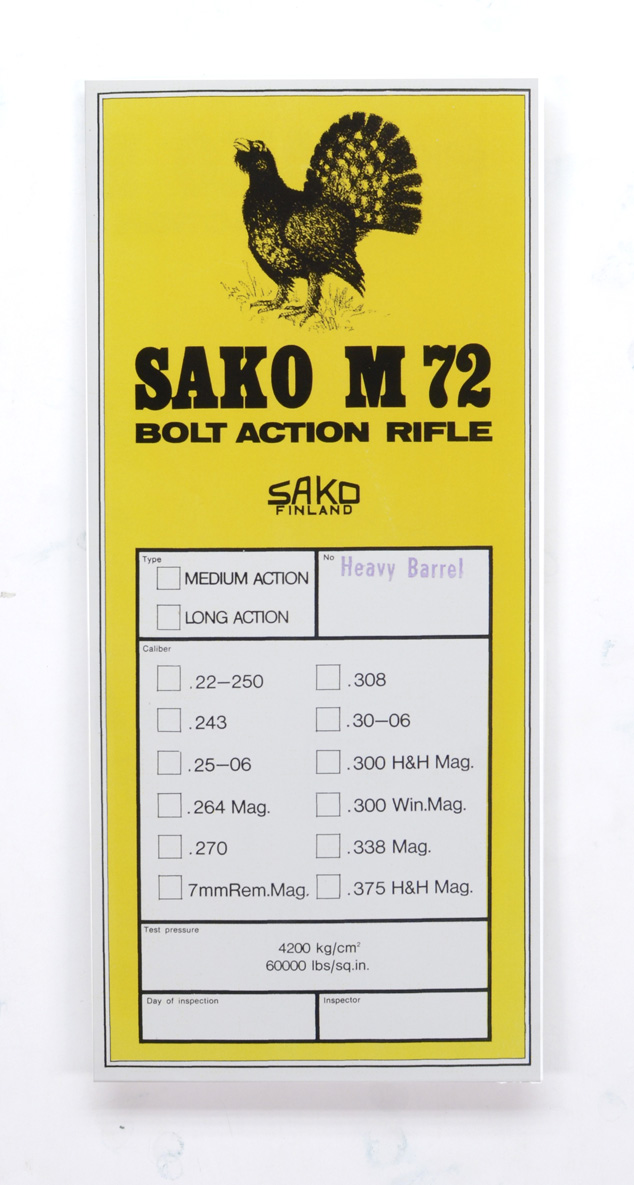 SAKO M 72
BOLT ACTION RIFLE
SAKO
FINLAND
Type
MEDIUM ACTION
LONG ACTION
No
Heavy Barrel
Caliber
.22—250
.308
.243
.30—06
.25—06
.300 H&H Mag.
.264 Mag.
.300 Win.Mag.
.270
.338 Mag.
7mmRem.Mag.
.375 H&H Mag.
Test pressure
4200 kg/cm²
60000 lbs/sq.in.
Day of inspection
Inspector